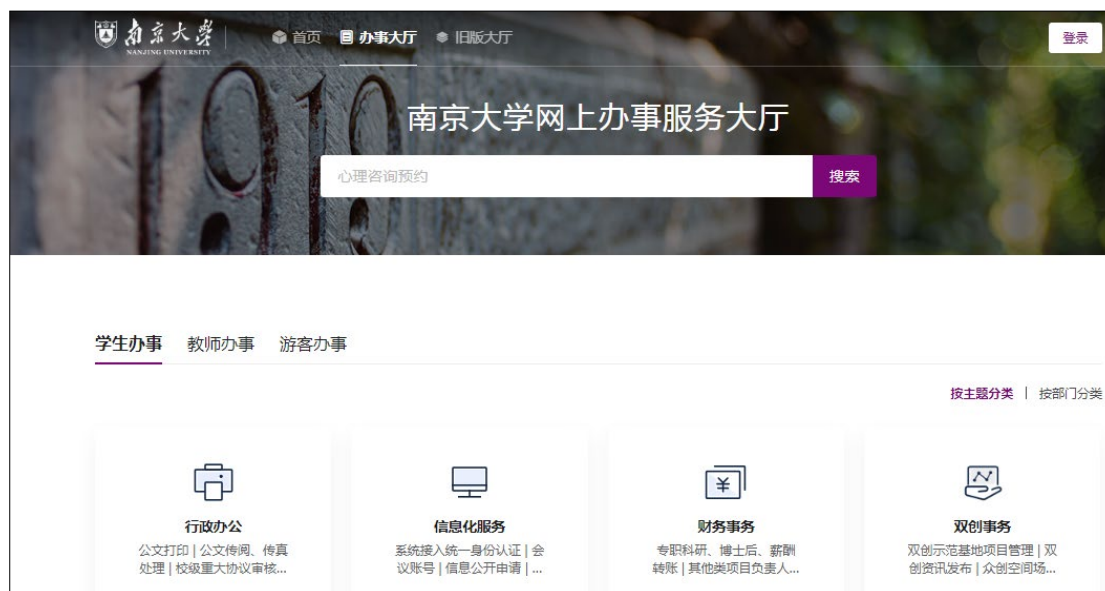 南京大学
NANJING UNIVERSITY
首页 办事大厅 旧版大厅
登录
1919
南京大学网上办事服务大厅
心理咨询预约
搜索
学生办事 教师办事 游客办事
按主题分类 | 按部门分类
行政办公
公文打印 | 公文传阅、传真
处理 | 校级重大协议审核...
信息化服务
系统接入统一身份认证 | 会
议账号 | 信息公开申请 | ...
财务事务
专职科研、博士后、薪酬
转账 | 其他类项目负责人...
双创事务
双创示范基地项目管理 | 双
创资讯发布 | 众创空间场...